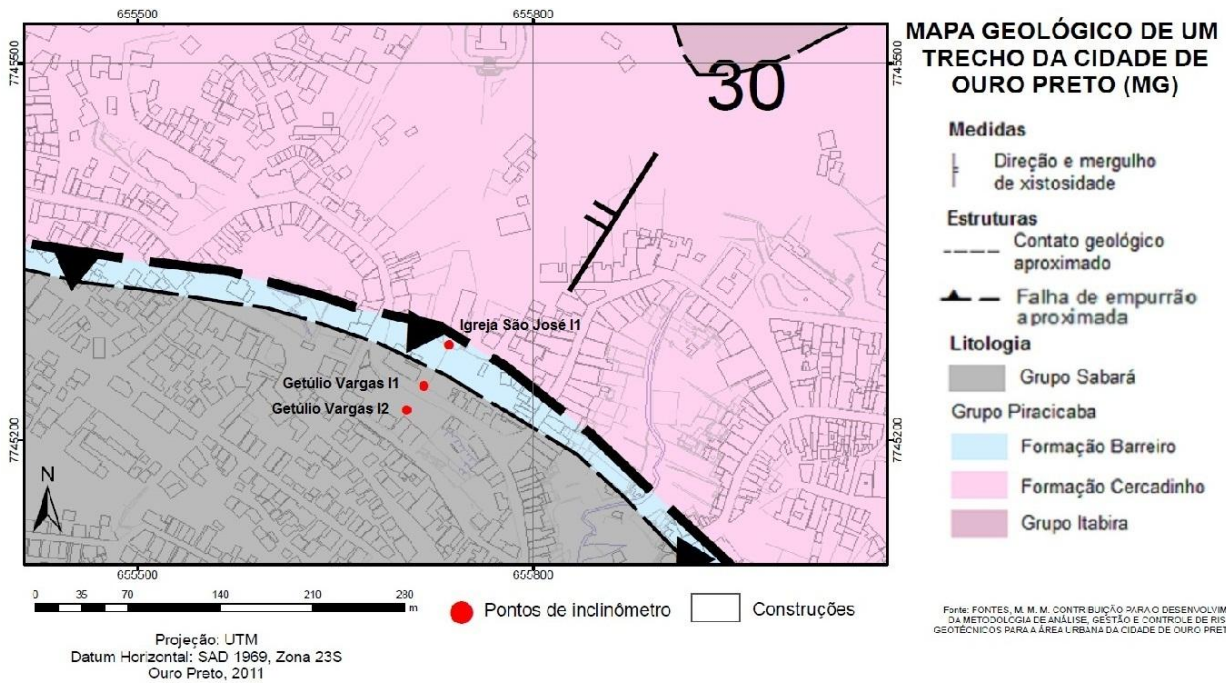 655500
655800
7745500
7745500
30
Igreja São José I1
Getúlio Vargas I1
Getúlio Vargas I2
7745200
7745200
N
655500
655800
0 35 70 140 210 230
m
Projeção: UTM
Datum Horizontal: SAD 1969, Zona 23S
Ouro Preto, 2011
Pontos de inclinômetro
Construções
MAPA GEOLÓGICO DE UM
TRECHO DA CIDADE DE
OURO PRETO (MG)
Medidas
Direção e mergulho
de xistosidade
Estruturas
Contato geológico
aproximado
Falha de empurrão
aproximada
Litologia
Grupo Sabará
Grupo Piracicaba
Formação Barreiro
Formação Cercadinho
Grupo Itabira
Fonte: FONTES, M. M. M. CONTRIBUIÇÃO PARA O DESENVOLVIM
DA METODOLOGIA DE ANÁLISE, GESTÃO E CONTROLE DE RIS
GEOTÉCNICOS PARA A ÁREA URBANA DA CIDADE DE OURO PRET